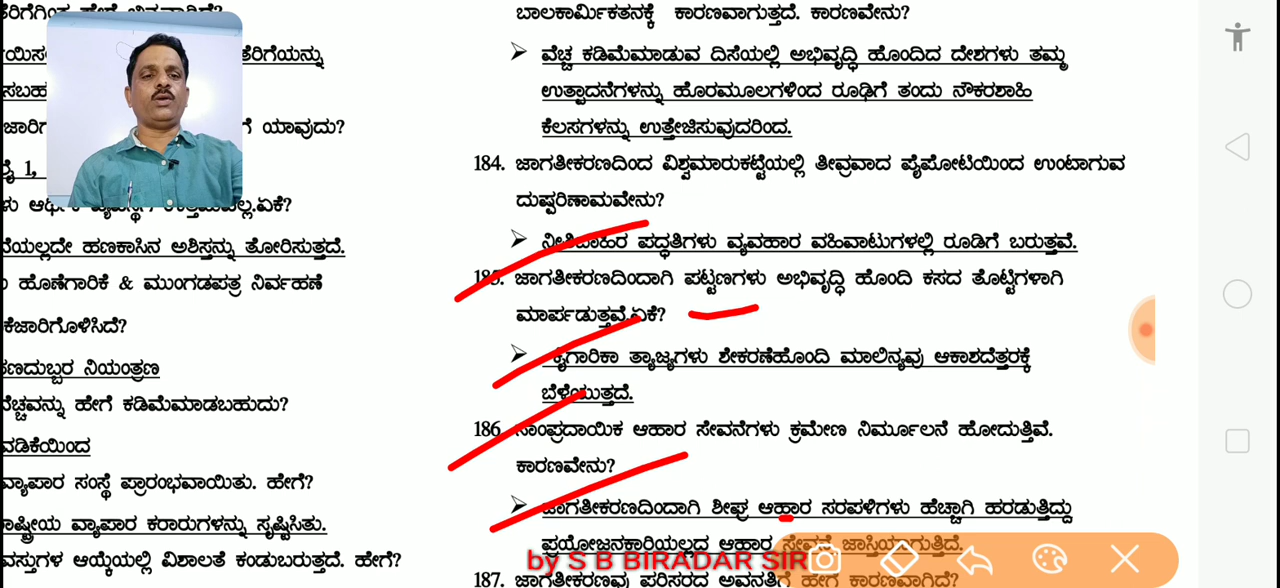 ತೆರಿಗೆಯನ್ನು
ಯಾವುದು?
ವೆಯಲ್ಲದೇ ಹಣಕಾಸಿನ ಅಶಿಸ್ತನ್ನು ತೋರಿಸುತ್ತದೆ.
ಹೊಣೆಗಾರಿಕೆ & ಮುಂಗಡಪತ್ರ ನಿರ್ವಹಣೆ
ಕೆಜಾರಿಗೊಳಿಸಿದೆ?
ಹಣದುಬ್ಬರ ನಿಯಂತ್ರಣ
ವೆಚ್ಚವನ್ನು ಹೇಗೆ ಕಡಿಮೆಮಾಡಬಹುದು?
ವಡಿಕೆಯಿಂದ
ವ್ಯಾಪಾರ ಸಂಸ್ಥೆ ಪ್ರಾರಂಭವಾಯಿತು. ಹೇಗೆ?
ರಾಷ್ಟ್ರೀಯ ವ್ಯಾಪಾರ ಕರಾರುಗಳನ್ನು ಸೃಷ್ಟಿಸಿತು.
ವಸ್ತುಗಳ ಆಯ್ಕೆಯಲ್ಲಿ ವಿಶಾಲತೆ ಕಂಡುಬರುತ್ತದೆ. ಹೇಗೆ?
ಬಾಲಕಾರ್ಮಿಕತನಕ್ಕೆ ಕಾರಣವಾಗುತ್ತದೆ. ಕಾರಣವೇನು?
➢ ವೆಚ್ಚ ಕಡಿಮೆಮಾಡುವ ದಿಸೆಯಲ್ಲಿ ಅಭಿವೃದ್ಧಿ ಹೊಂದಿದ ದೇಶಗಳು ತಮ್ಮ
ಉತ್ಪಾದನೆಗಳನ್ನು ಹೊರಮೂಲಗಳಿಂದ ರೂಢಿಗೆ ತಂದು ನೌಕರಶಾಹಿ
ಕೆಲಸಗಳನ್ನು ಉತ್ತೇಜಿಸುವುದರಿಂದ.
184. ಜಾಗತೀಕರಣದಿಂದ ವಿಶ್ವಮಾರುಕಟ್ಟೆಯಲ್ಲಿ ತೀವ್ರವಾದ ಪೈಪೋಟಿಯಿಂದ ಉಂಟಾಗುವ
ದುಷ್ಪರಿಣಾಮವೇನು?
➢ ನೀತಿಬಾಹಿರ ಪದ್ಧತಿಗಳು ವ್ಯವಹಾರ ವಹಿವಾಟುಗಳಲ್ಲಿ ರೂಡಿಗೆ ಬರುತ್ತವೆ.
185. ಜಾಗತೀಕರಣದಿಂದಾಗಿ ಪಟ್ಟಣಗಳು ಅಭಿವೃದ್ಧಿ ಹೊಂದಿ ಕಸದ ತೊಟ್ಟಿಗಳಾಗಿ
ಮಾರ್ಪಡುತ್ತವೆ.ಏಕೆ?
➢ ಕೈಗಾರಿಕಾ ತ್ಯಾಜ್ಯಗಳು ಶೇಕರಣೆಹೊಂದಿ ಮಾಲಿನ್ಯವು ಆಕಾಶದೆತ್ತರಕ್ಕೆ
ಬೆಳೆಯುತ್ತದೆ.
186. ಸಾಂಪ್ರದಾಯಿಕ ಆಹಾರ ಸೇವನೆಗಳು ಕ್ರಮೇಣ ನಿರ್ಮೂಲನೆ ಹೋದುತ್ತಿವೆ.
ಕಾರಣವೇನು?
➢ ಜಾಗತೀಕರಣದಿಂದಾಗಿ ಶೀಘ್ರ ಆಹಾರ ಸರಪಳಿಗಳು ಹೆಚ್ಚಾಗಿ ಹರಡುತ್ತಿದ್ದು
ಪ್ರಯೋಜನಕಾರಿಯಲ್ಲದ ಆಹಾರ ಸೇವನೆ ಜಾಸ್ತಿಯಾಗುತ್ತಿದೆ.
by S B BIRADAR SIR
187. ಜಾಗತೀಕರಣವು ಪರಿಸರದ ಅವನತಿಗೆ ಹೇಗೆ ಕಾರಣವಾಗಿದೆ?